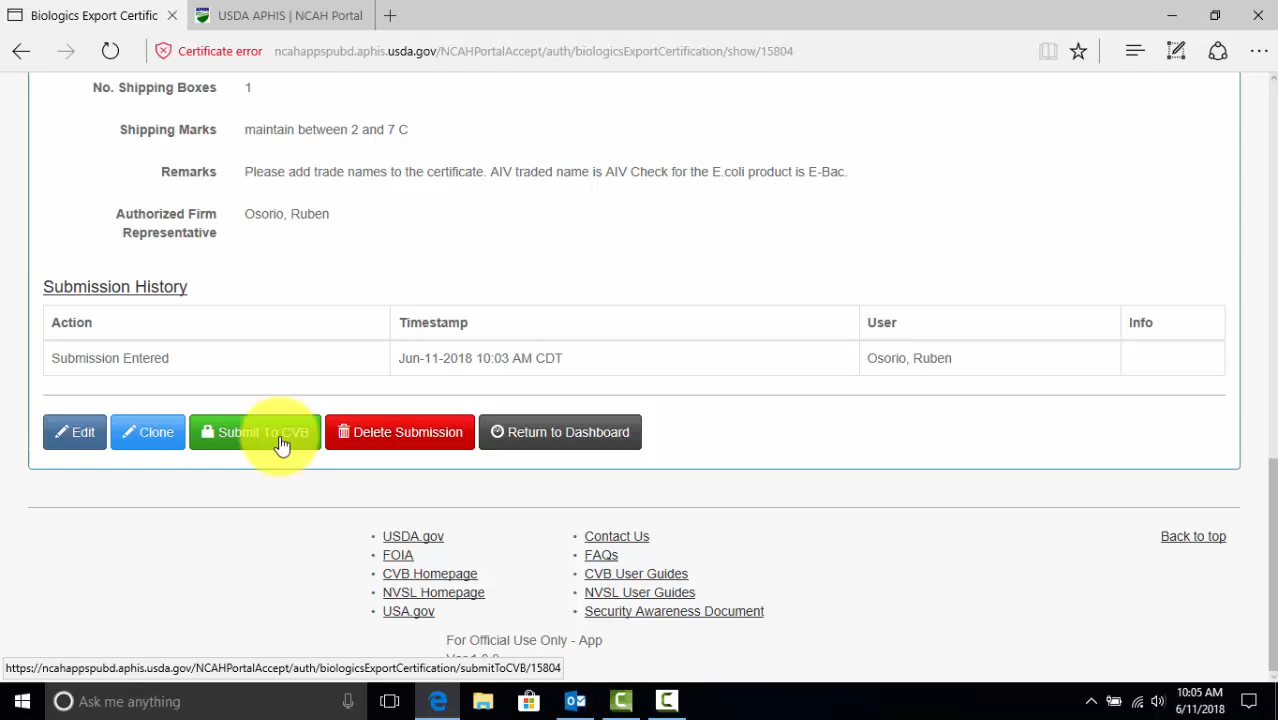 Biologics Export Certific
USDA APHIS | NCAH Portal
Certificate error
ncahappspubd.aphis.usda.gov/NCAHPortalAccept/auth/biologicsExportCertification/show/15804
No. Shipping Boxes 1
Shipping Marks maintain between 2 and 7 C
Remarks Please add trade names to the certificate. AIV traded name is AIV Check for the E.coli product is E-Bac.
Authorized Firm Osorio, Ruben
Representative
Submission History
Action Timestamp User Info
Submission Entered Jun-11-2018 10:03 AM CDT Osorio, Ruben
Edit Clone Submit To CVB Delete Submission Return to Dashboard
• USDA.gov • Contact Us Back to top
• FOIA • FAQs
• CVB Homepage • CVB User Guides
• NVSL Homepage • NVSL User Guides
• USA.gov • Security Awareness Document
For Official Use Only - App
https://ncahappspubd.aphis.usda.gov/NCAHPortalAccept/auth/biologicsExportCertification/submitToCVB/15804
Ask me anything
10:05 AM
6/11/2018